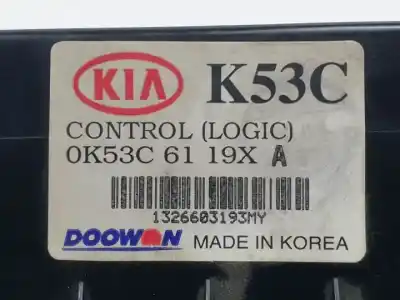 KIA K53C
CONTROL (LOGIC)
0K53C 61 19X A
1326603193MY
DOOWON MADE IN KOREA